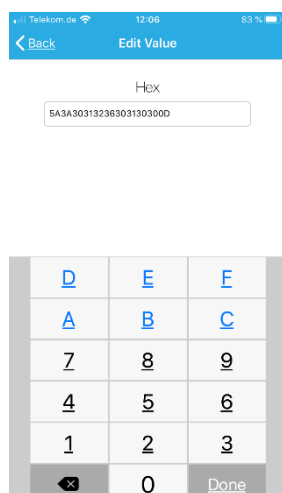 Telekom.de 12:06 83 %
Back Edit Value
Hex
5A3A30313236303130300D
D E F
A B C
7 8 9
4 5 6
1 2 3
0 Done